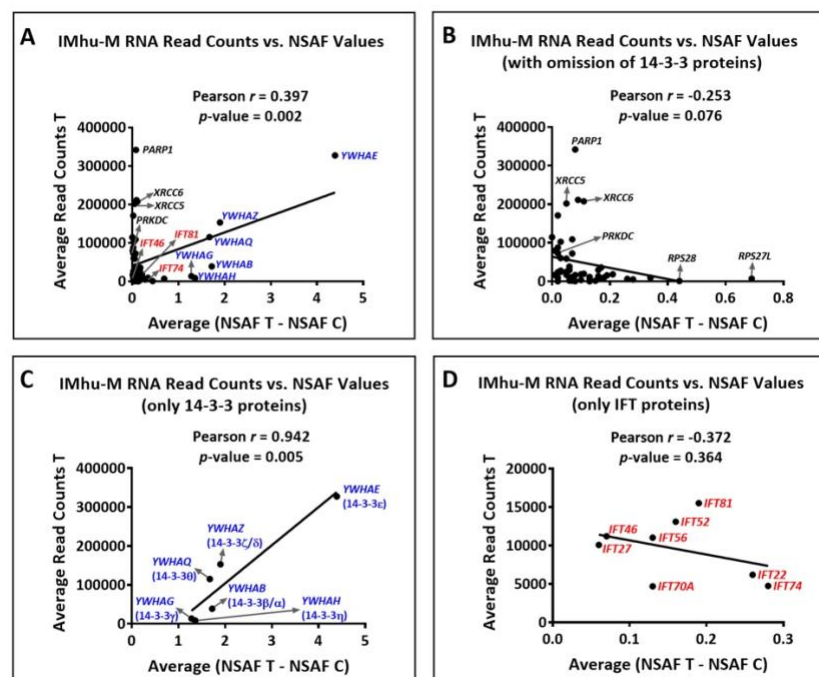 A
IMhu-M RNA Read Counts vs. NSAF Values
Pearson r = 0.397
p-value = 0.002
Average Read Counts T
400000
300000
200000
100000
0
PARP1
XRCC6
XRCC5
PRKDC
IFT46
IFT81
IFT74
YWHAE
YWHAZ
YWHAQ
YWHAG
YWHAB
YWHAH
0 1 2 3 4 5
Average (NSAF T - NSAF C)
B
IMhu-M RNA Read Counts vs. NSAF Values
(with omission of 14-3-3 proteins)
Pearson r = -0.253
p-value = 0.076
Average Read Counts T
400000
300000
200000
100000
0
PARP1
XRCC5
XRCC6
PRKDC
RPS28
RPS27L
0.0 0.2 0.4 0.6 0.8
Average (NSAF T - NSAF C)
C
IMhu-M RNA Read Counts vs. NSAF Values
(only 14-3-3 proteins)
Pearson r = 0.942
p-value = 0.005
Average Read Counts T
400000
300000
200000
100000
0
YWHAE
(14-3-3ε)
YWHAZ
(14-3-3ζ/δ)
YWHAQ
(14-3-3θ)
YWHAG
(14-3-3γ)
YWHAB
(14-3-3β/α)
YWHAH
(14-3-3η)
0 1 2 3 4 5
Average (NSAF T - NSAF C)
D
IMhu-M RNA Read Counts vs. NSAF Values
(only IFT proteins)
Pearson r = -0.372
p-value = 0.364
Average Read Counts T
20000
15000
10000
5000
0
IFT81
IFT52
IFT46
IFT56
IFT27
IFT22
IFT70A
IFT74
0.0 0.1 0.2 0.3
Average (NSAF T - NSAF C)